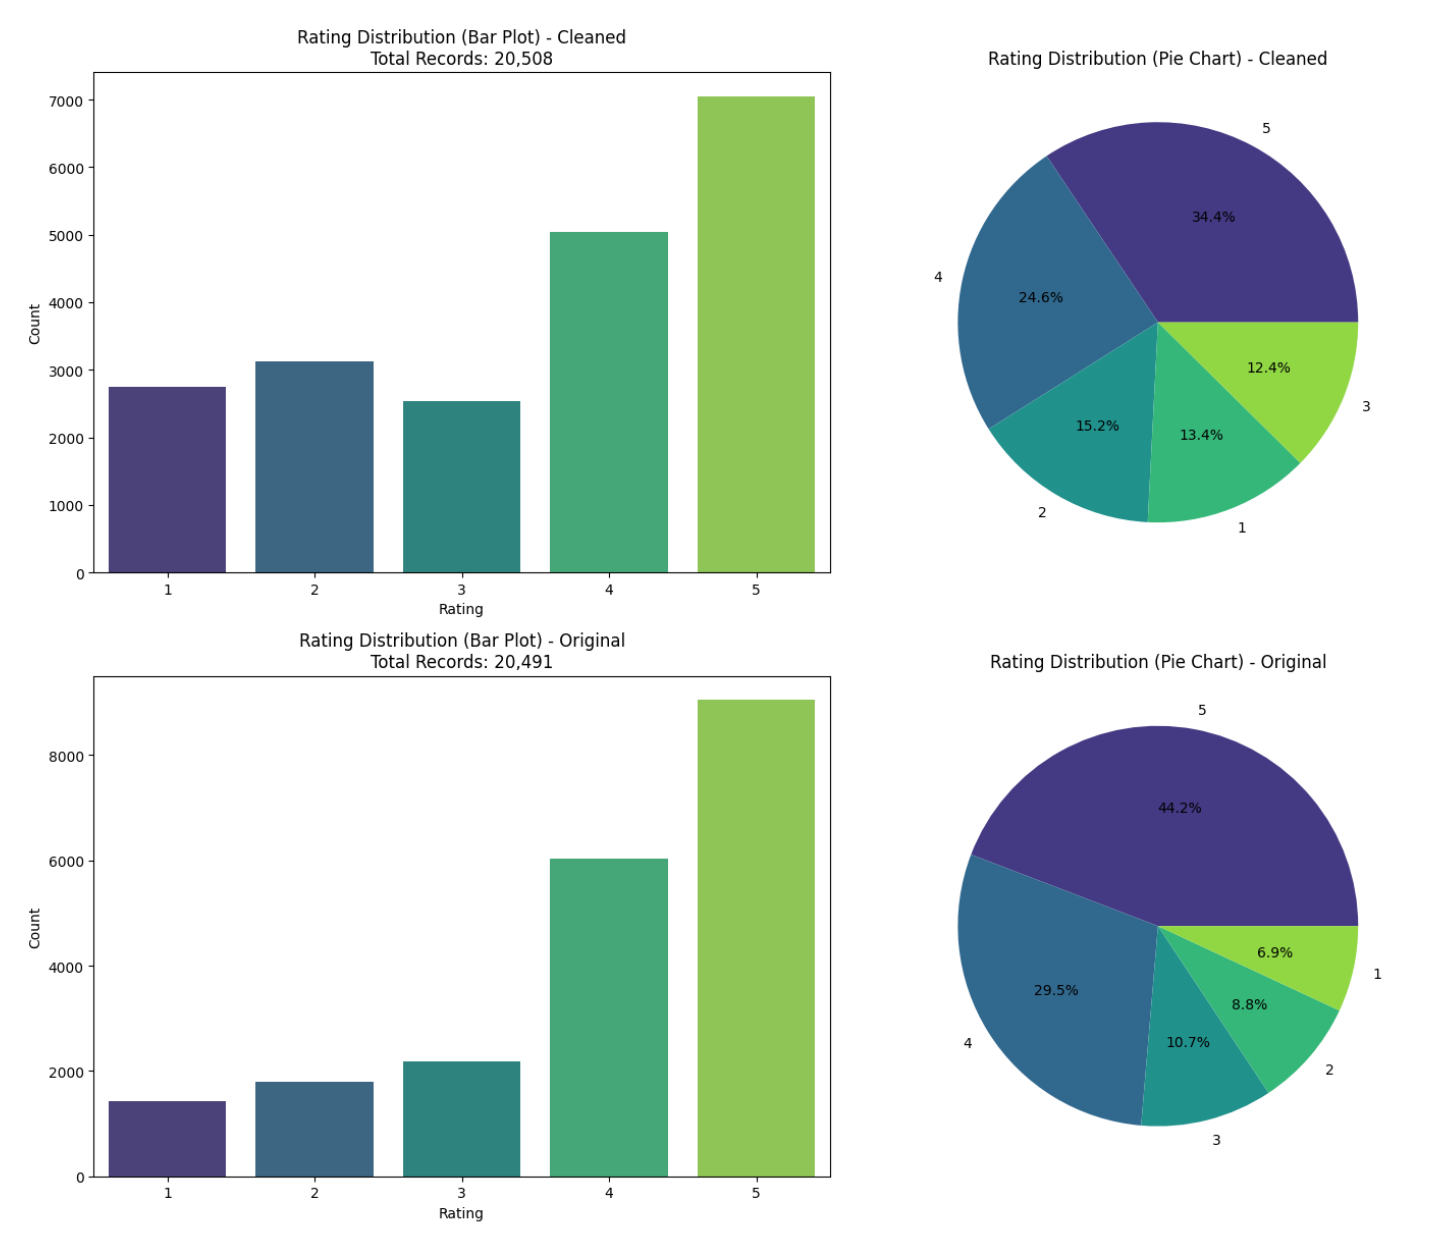 Rating Distribution (Bar Plot) - Cleaned
Total Records: 20,508
7000
6000
5000
4000
3000
2000
1000
0
Count
1 2 3 4 5
Rating
Rating Distribution (Pie Chart) - Cleaned
5
34.4%
4
24.6%
12.4%
3
15.2%
13.4%
2
1
Rating Distribution (Bar Plot) - Original
Total Records: 20,491
8000
6000
4000
2000
0
Count
1 2 3 4 5
Rating
Rating Distribution (Pie Chart) - Original
5
44.2%
6.9%
1
29.5%
8.8%
4
10.7%
2
3